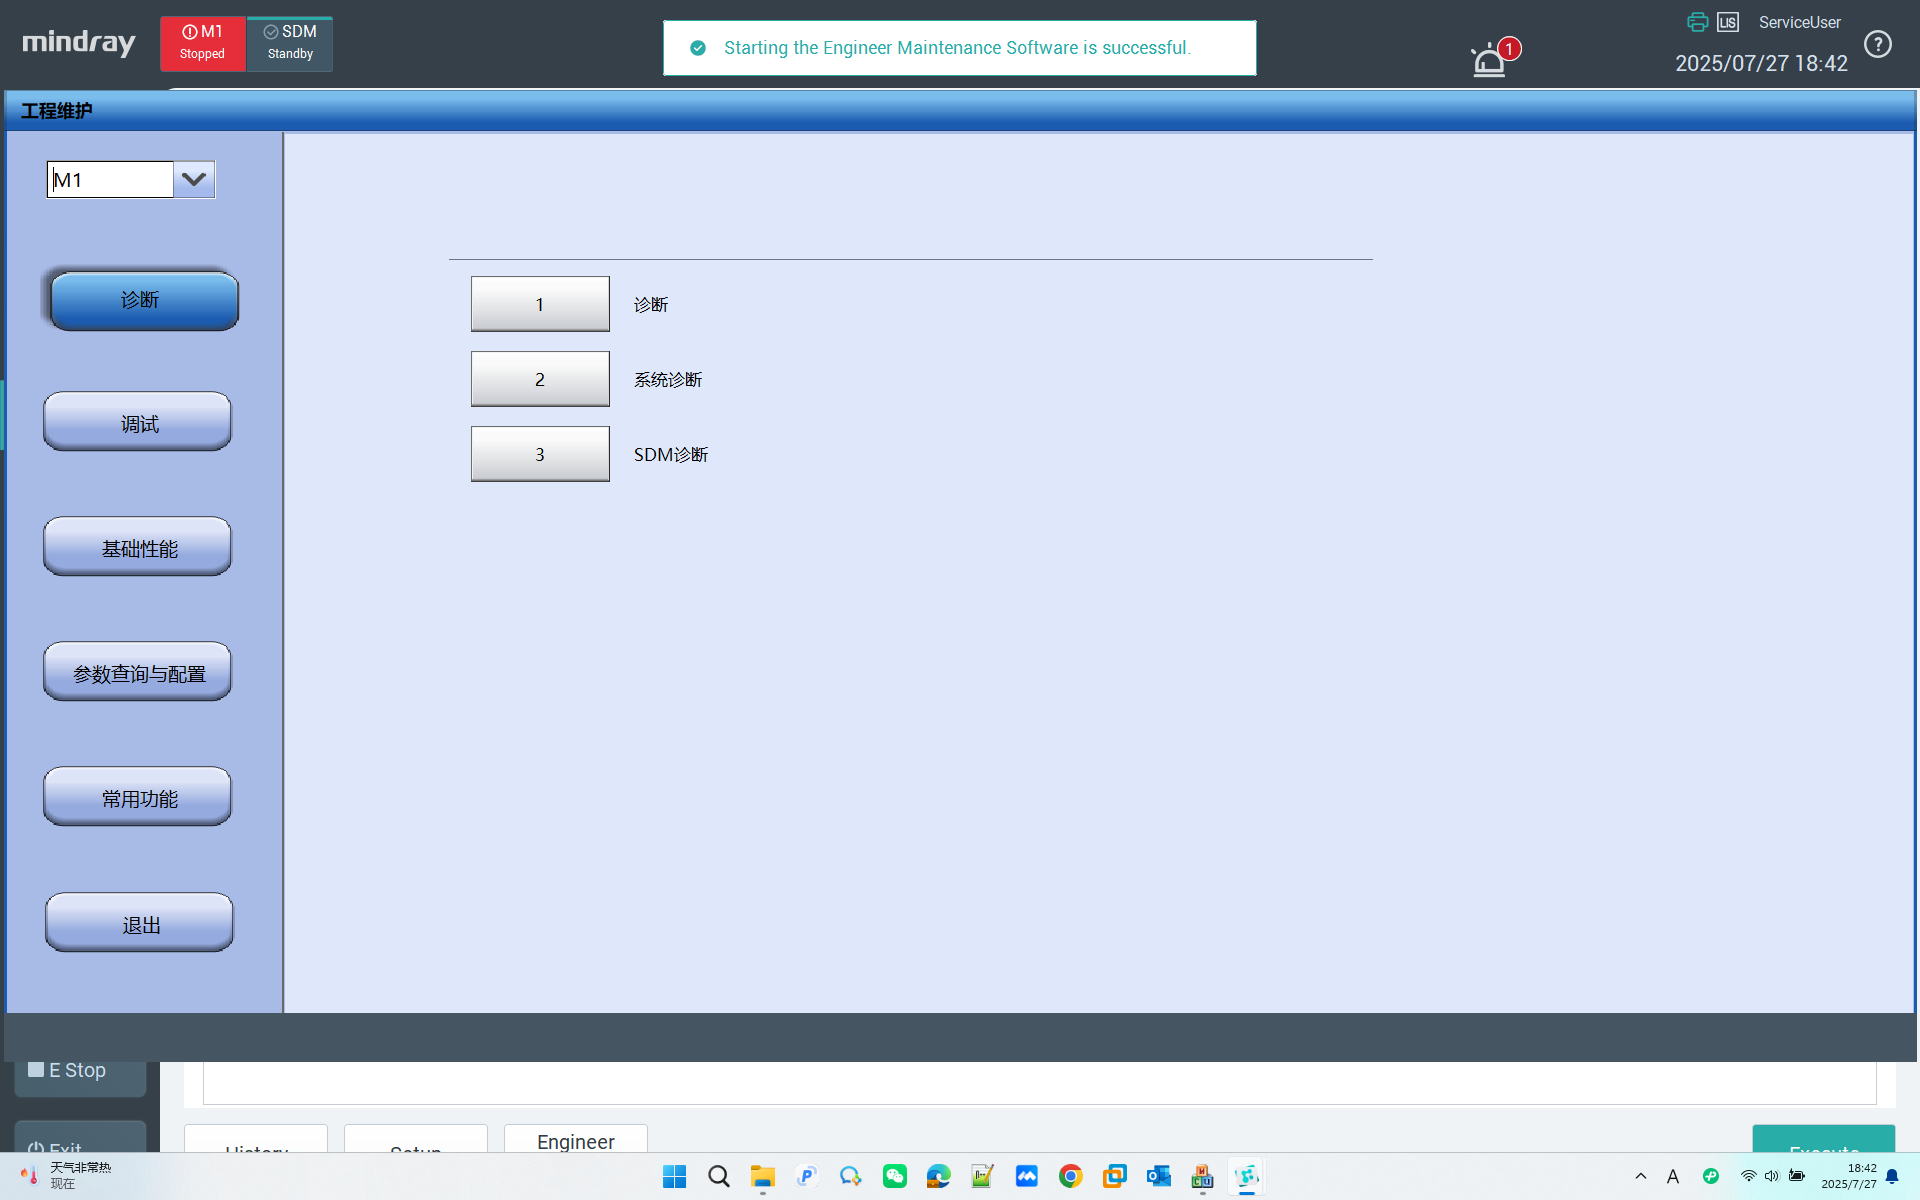 mindray
M1
Stopped
SDM
Standby
Starting the Engineer Maintenance Software is successful.
1
LIS
ServiceUser
2025/07/27 18:42
?
工程维护
M1
诊断
调试
基础性能
参数查询与配置
常用功能
退出
1 诊断
2 系统诊断
3 SDM诊断
E Stop
Exit
History
Setup
Engineer
Execute
天气非常热
现在
A
18:42
2025/7/27